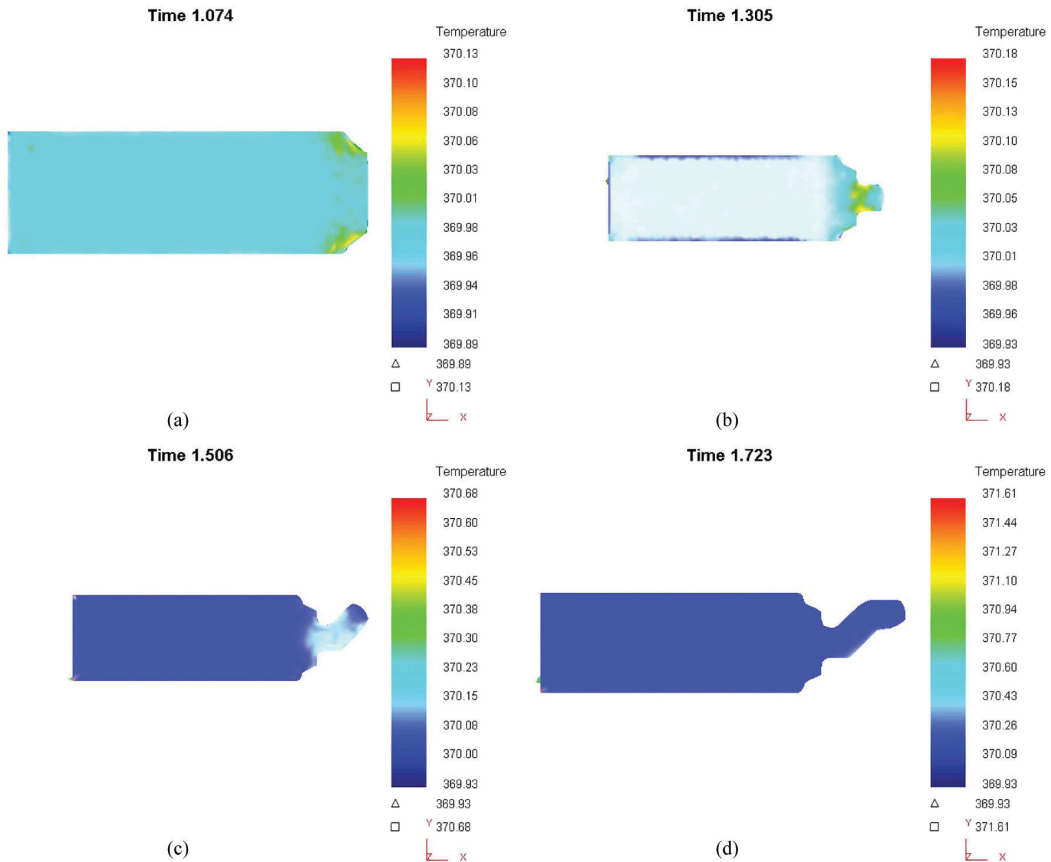 Time 1.074
Temperature
370.13
370.10
370.08
370.06
370.01
369.98
369.96
369.94
369.91
369.89
△ 369.89
□ 370.13
Y
Z X
(a)
Time 1.305
Temperature
370.18
370.15
370.13
370.10
370.08
370.05
370.03
370.01
369.98
369.96
369.93
△ 369.93
□ 370.18
Y
Z X
(b)
Time 1.506
Temperature
370.68
370.60
370.53
370.45
370.38
370.30
370.23
370.15
370.08
370.00
369.93
△ 369.93
□ 370.68
Y
Z X
(c)
Time 1.723
Temperature
371.61
371.44
371.27
371.10
370.94
370.77
370.60
370.43
370.26
370.09
369.93
△ 369.93
□ 371.61
Y
Z X
(d)